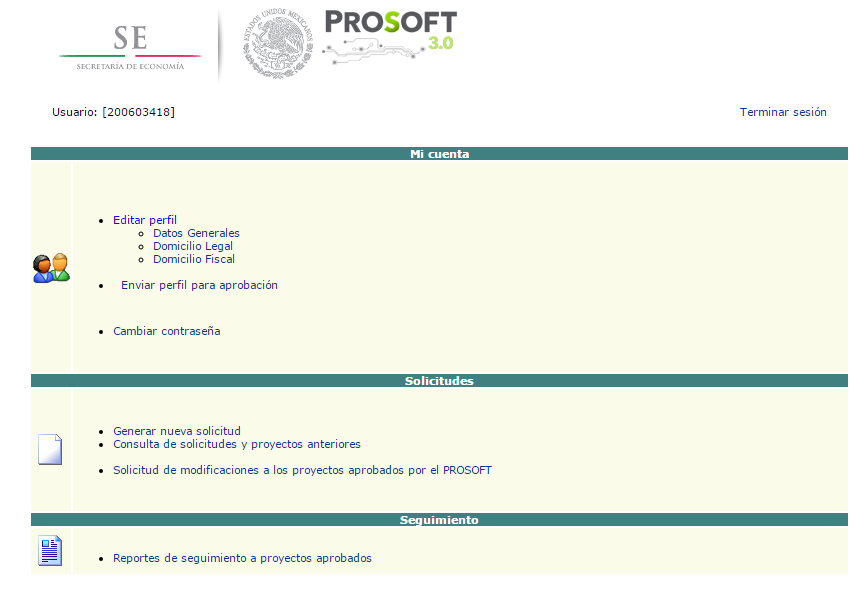 SE
SECRETARÍA DE ECONOMÍA
ESTADOS UNIDOS MEXICANOS
PROSOFT
3.0
Usuario: [200603418]
Terminar sesión
Mi cuenta
Editar perfil
Datos Generales
Domicilio Legal
Domicilio Fiscal
Enviar perfil para aprobación
Cambiar contraseña
Solicitudes
Generar nueva solicitud
Consulta de solicitudes y proyectos anteriores
Solicitud de modificaciones a los proyectos aprobados por el PROSOFT
Seguimiento
Reportes de seguimiento a proyectos aprobados